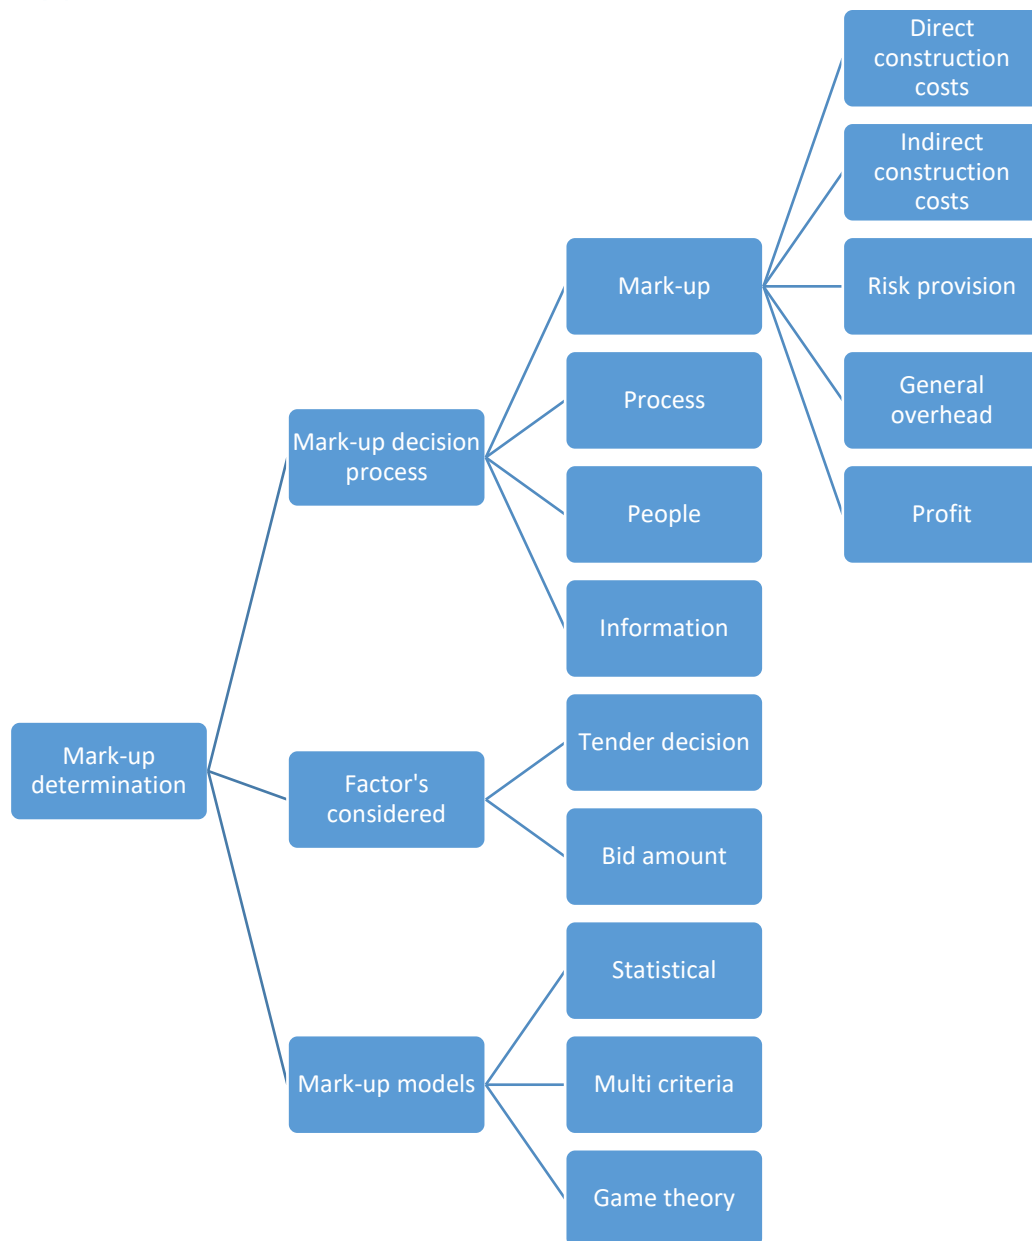 Direct
construction
costs
Indirect
construction
costs
Mark-up
Risk provision
Process
General
overhead
Mark-up decision
process
People
Profit
Information
Mark-up
determination
Factor's
considered
Tender decision
Bid amount
Statistical
Mark-up models
Multi criteria
Game theory